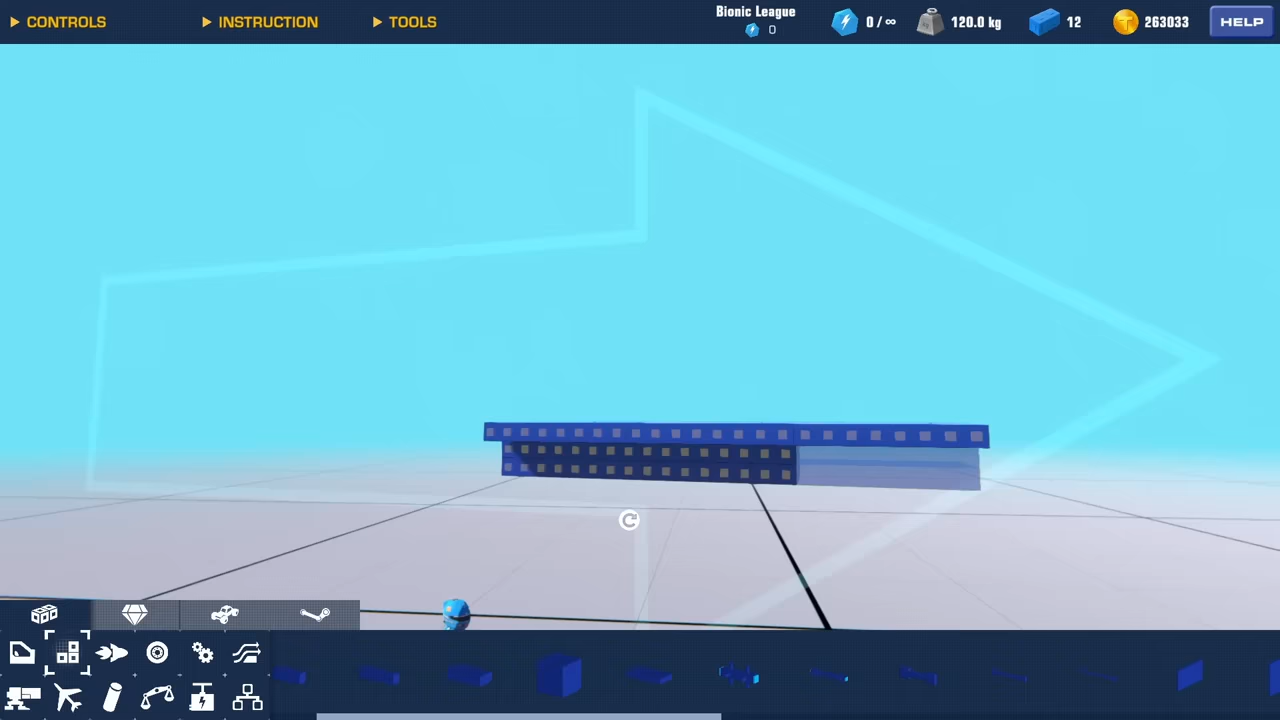 CONTROLS
INSTRUCTION
TOOLS
Bionic League
0
0 / ∞
120.0 kg
12
263033
HELP